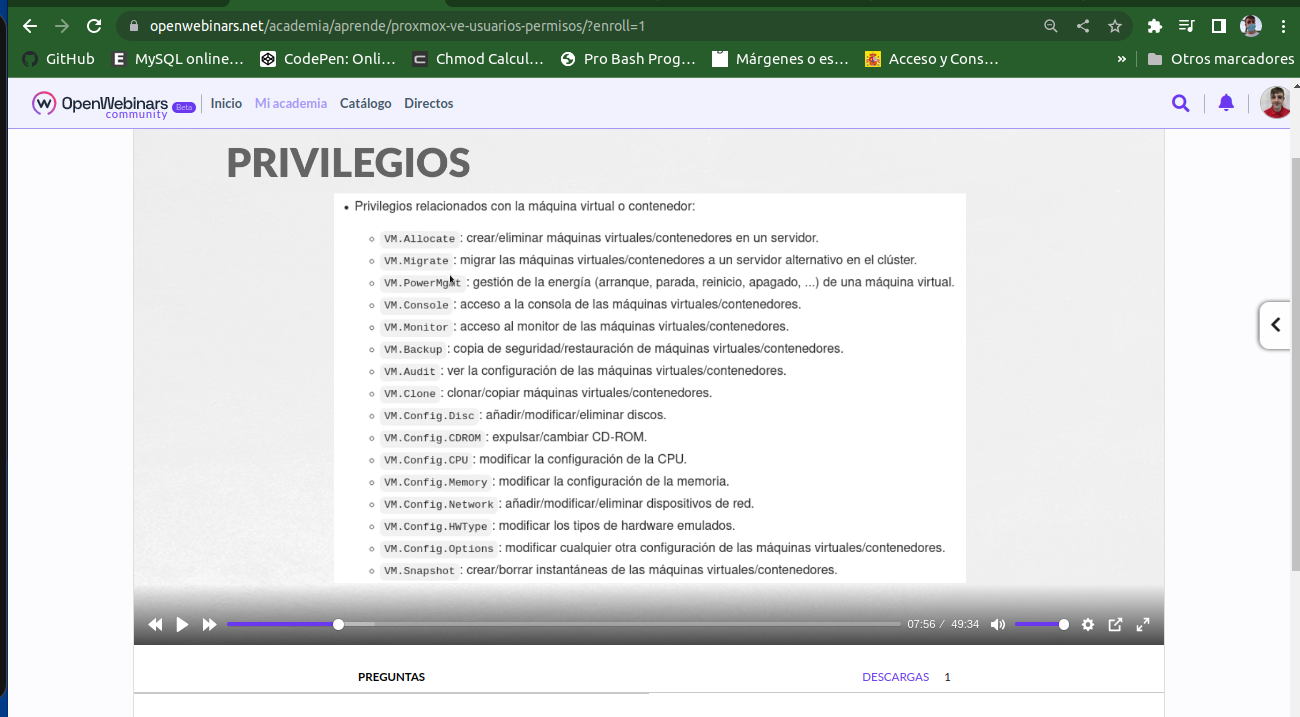 openwebinars.net/academia/aprende/proxmox-ve-usuarios-permisos/?enroll=1
GitHub MySQL online... CodePen: Onli... Chmod Calcul... Pro Bash Prog... Márgenes o es... Acceso y Cons... » Otros marcadores
OpenWebinars Beta Inicio Mi academia Catálogo Directos
community
PRIVILEGIOS
• Privilegios relacionados con la máquina virtual o contenedor:
VM.Allocate : crear/eliminar máquinas virtuales/contenedores en un servidor.
VM.Migrate : migrar las máquinas virtuales/contenedores a un servidor alternativo en el clúster.
VM.PowerMgmt : gestión de la energía (arranque, parada, reinicio, apagado, ...) de una máquina virtual.
VM.Console : acceso a la consola de las máquinas virtuales/contenedores.
VM.Monitor : acceso al monitor de las máquinas virtuales/contenedores.
VM.Backup : copia de seguridad/restauración de máquinas virtuales/contenedores.
VM.Audit : ver la configuración de las máquinas virtuales/contenedores.
VM.Clone : clonar/copiar máquinas virtuales/contenedores.
VM.Config.Disc : añadir/modificar/eliminar discos.
VM.Config.CDROM : expulsar/cambiar CD-ROM.
VM.Config.CPU : modificar la configuración de la CPU.
VM.Config.Memory : modificar la configuración de la memoria.
VM.Config.Network : añadir/modificar/eliminar dispositivos de red.
VM.Config.HWType : modificar los tipos de hardware emulados.
VM.Config.Options : modificar cualquier otra configuración de las máquinas virtuales/contenedores.
VM.Snapshot : crear/borrar instantáneas de las máquinas virtuales/contenedores.
07:56 / 49:34
PREGUNTAS DESCARGAS 1